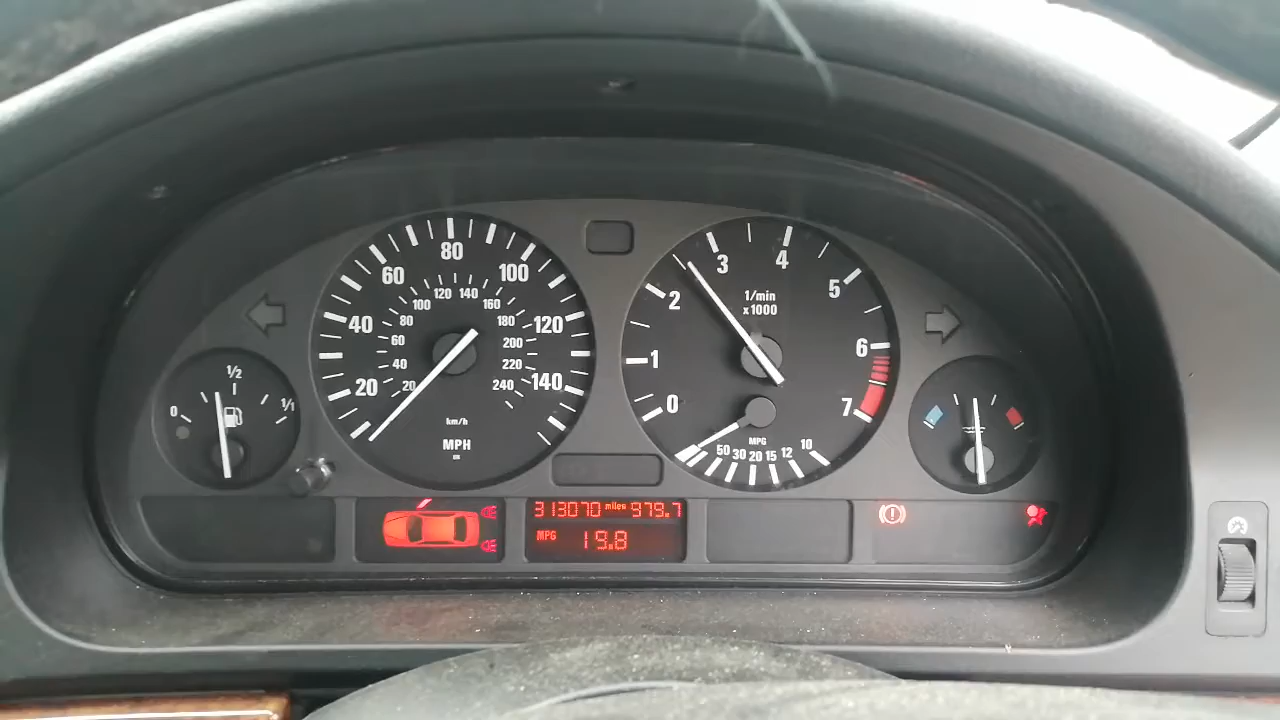 0 1/2 1/1
20 40 60 80 100 120 140
20 40 60 80 100 120 140 160 180 200 220 240
km/h
MPH
0 1 2 3 4 5 6 7
1/min
x1000
MPG
50 30 20 15 12 10
313070 miles 979.7
MPG 19.8